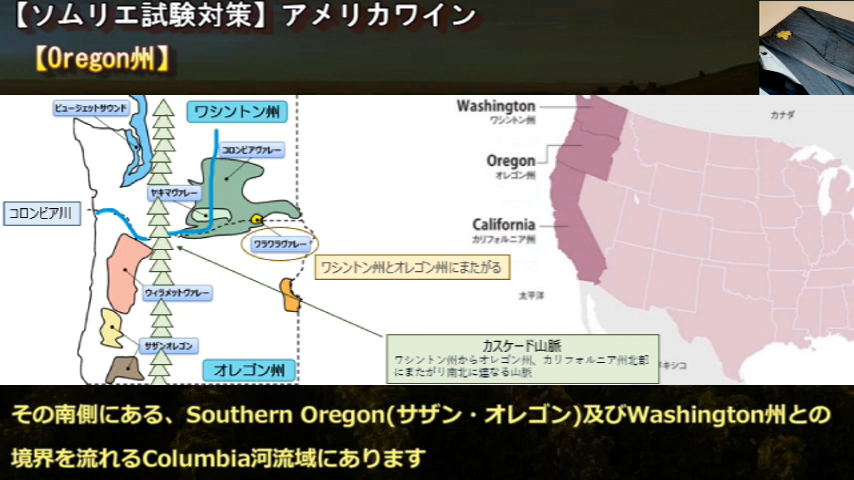 【ソムリエ試験対策】アメリカワイン
【Oregon州】
ピュージェットサウンド
ワシントン州
コロンビアヴァレー
ヤキマヴァレー
コロンビア川
ワラワラヴァレー
ワシントン州とオレゴン州にまたがる
ウィラメットヴァレー
サザンオレゴン
オレゴン州
Washington
ワシントン州
カナダ
Oregon
オレゴン州
California
カリフォルニア州
太平洋
キシコ
カスケード山脈
ワシントン州からオレゴン州、カリフォルニア州北部
にまたがり南北に連なる山脈
その南側にある、Southern Oregon(サザン・オレゴン)及びWashington州との
境界を流れるColumbia河流域にあります